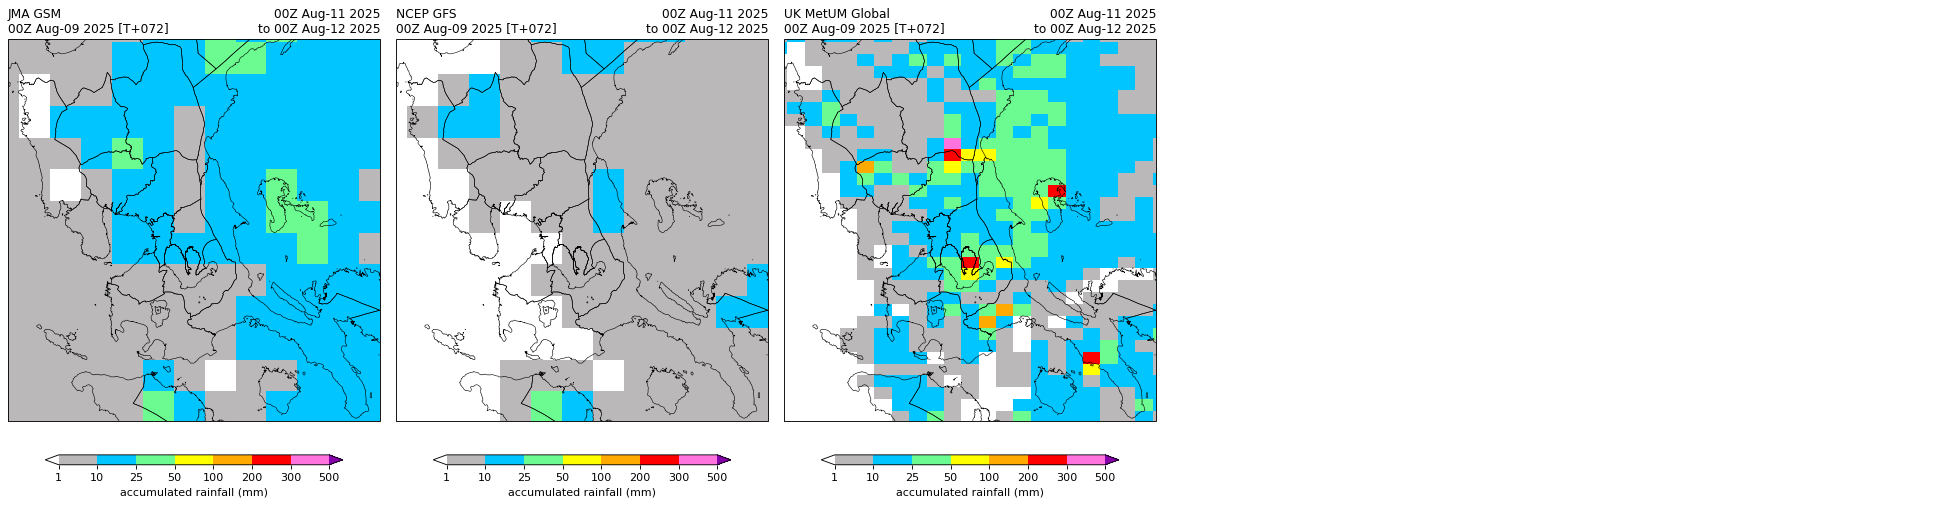 JMA GSM
00Z Aug-11 2025
00Z Aug-09 2025 [T+072]
to 00Z Aug-12 2025
NCEP GFS
00Z Aug-11 2025
00Z Aug-09 2025 [T+072]
to 00Z Aug-12 2025
UK MetUM Global
00Z Aug-11 2025
00Z Aug-09 2025 [T+072]
to 00Z Aug-12 2025
1 10 25 50 100 200 300 500
accumulated rainfall (mm)
1 10 25 50 100 200 300 500
accumulated rainfall (mm)
1 10 25 50 100 200 300 500
accumulated rainfall (mm)